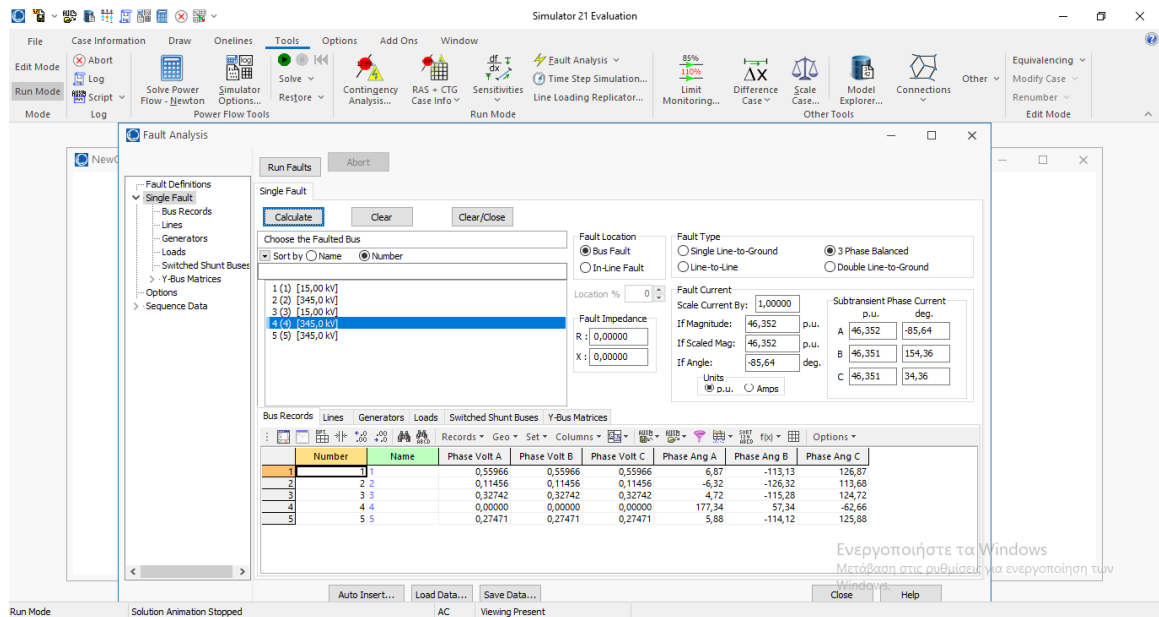 Simulator 21 Evaluation
File Case Information Draw Onelines Tools Options Add Ons Window
Edit Mode
Run Mode
Mode
Abort
Log
Script
Log
Solve Power
Flow - Newton
Simulator
Options...
Power Flow Tools
Solve
Restore
Contingency
Analysis...
RAS + CTG
Case Info
Sensitivities
Fault Analysis
Time Step Simulation...
Line Loading Replicator...
Run Mode
85%
110%
Limit
Monitoring...
Difference
Case
Scale
Case...
Model
Explorer...
Connections
Other
Other Tools
Equivalencing
Modify Case
Renumber
Edit Mode
Fault Analysis
Run Faults Abort
Fault Definitions
Single Fault
Bus Records
Lines
Generators
Loads
Switched Shunt Buses
Y-Bus Matrices
Options
Sequence Data
Single Fault
Calculate Clear Clear/Close
Choose the Faulted Bus
Sort by Name Number
1 (1) [15,00 kV]
2 (2) [345,0 kV]
3 (3) [15,00 kV]
4 (4) [345,0 kV]
5 (5) [345,0 kV]
Fault Location
Bus Fault
In-Line Fault
Location % 0
Fault Impedance
R : 0,00000
X : 0,00000
Fault Type
Single Line-to-Ground 3 Phase Balanced
Line-to-Line Double Line-to-Ground
Fault Current
Scale Current By: 1,00000
If Magnitude: 46,352 p.u.
If Scaled Mag: 46,352 p.u.
If Angle: -85,64 deg.
Units
p.u. Amps
Subtransient Phase Current
p.u. deg.
A 46,352 -85,64
B 46,351 154,36
C 46,351 34,36
Bus Records Lines Generators Loads Switched Shunt Buses Y-Bus Matrices
Records Geo Set Columns f(x) Options
Number Name Phase Volt A Phase Volt B Phase Volt C Phase Ang A Phase Ang B Phase Ang C
1 1 1 0,55966 0,55966 0,55966 6,87 -113,13 126,87
2 2 2 0,11456 0,11456 0,11456 -6,32 -126,32 113,68
3 3 3 0,32742 0,32742 0,32742 4,72 -115,28 124,72
4 4 4 0,00000 0,00000 0,00000 177,34 57,34 -62,66
5 5 5 0,27471 0,27471 0,27471 5,88 -114,12 125,88
Ενεργοποιήστε τα Windows
Μετάβαση στις ρυθμίσεις για ενεργοποίηση των
Windows.
Auto Insert... Load Data... Save Data... Close Help
Run Mode Solution Animation Stopped AC Viewing Present